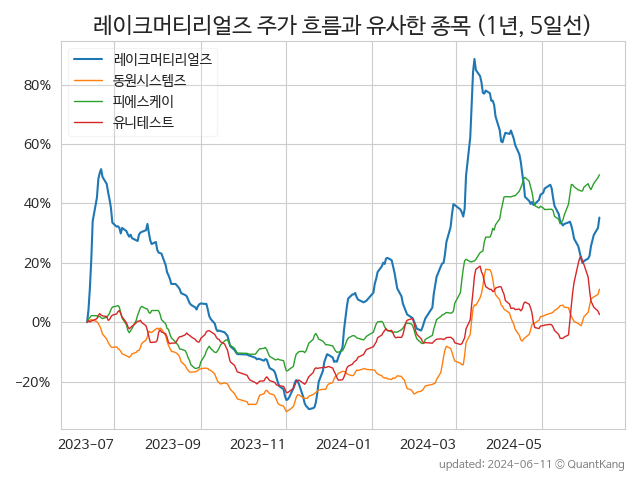 레이크머티리얼즈 주가 흐름과 유사한 종목 (1년, 5일선)
레이크머티리얼즈
동원시스템즈
피에스케이
유니테스트
80%
60%
40%
20%
0%
−20%
2023−07 2023−09 2023−11 2024−01 2024−03 2024−05
updated: 2024-06-11 © QuantKang